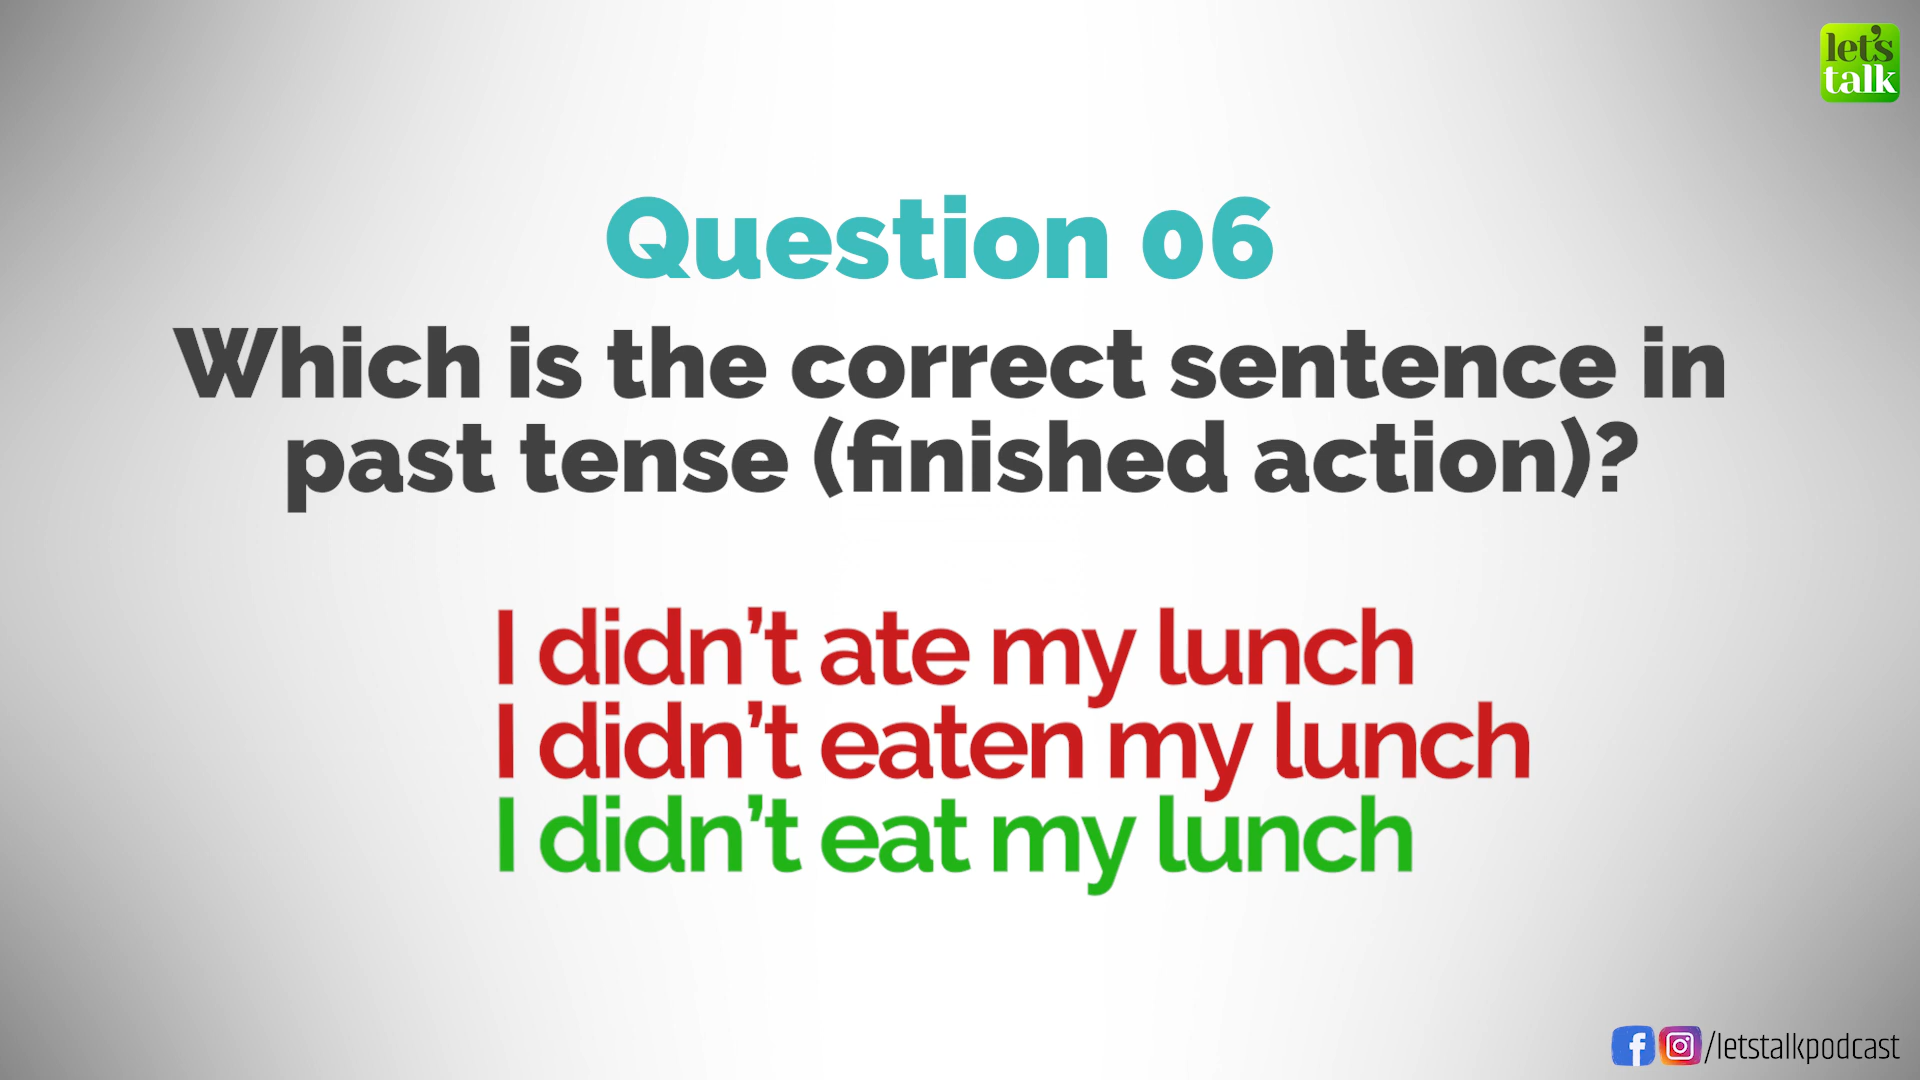 let's
talk
Question 06
Which is the correct sentence in
past tense (finished action)?
I didn't ate my lunch
I didn't eaten my lunch
I didn't eat my lunch
/letstalkpodcast